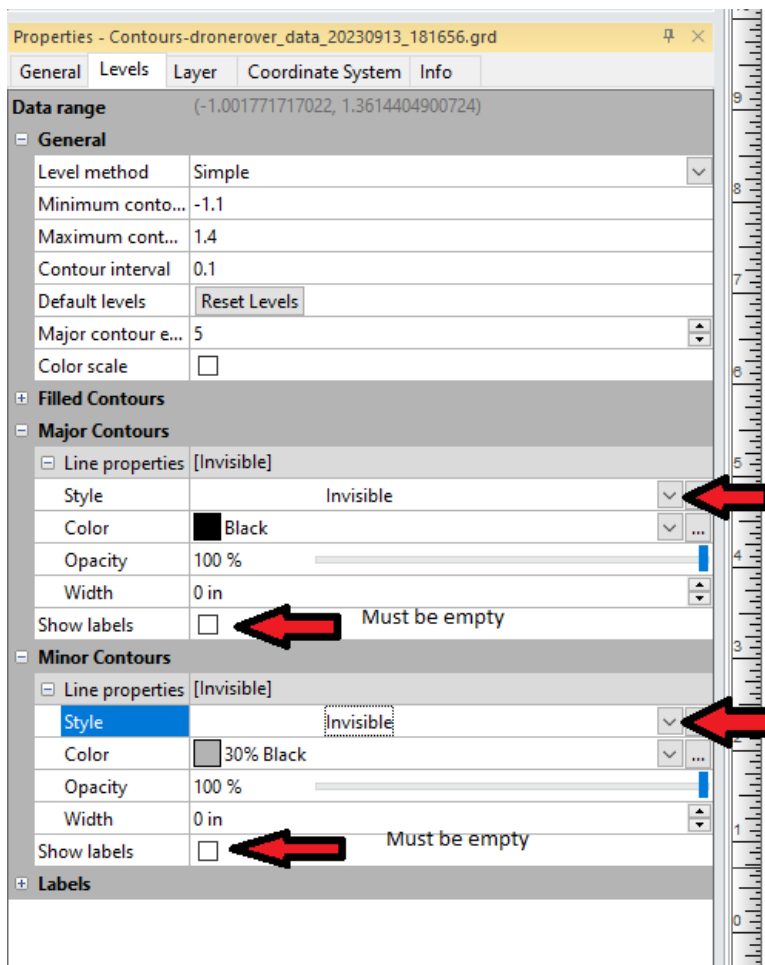 Properties - Contours-dronerover_data_20230913_181656.grd
General Levels Layer Coordinate System Info
Data range (-1.001771717022, 1.3614404900724)
General
Level method Simple
Minimum conto... -1.1
Maximum cont... 1.4
Contour interval 0.1
Default levels Reset Levels
Major contour e... 5
Color scale
Filled Contours
Major Contours
Line properties [Invisible]
Style Invisible
Color Black ...
Opacity 100 %
Width 0 in
Show labels Must be empty
Minor Contours
Line properties [Invisible]
Style Invisible
Color 30% Black ...
Opacity 100 %
Width 0 in
Show labels Must be empty
Labels
9
8
7
6
5
4
3
2
1
0